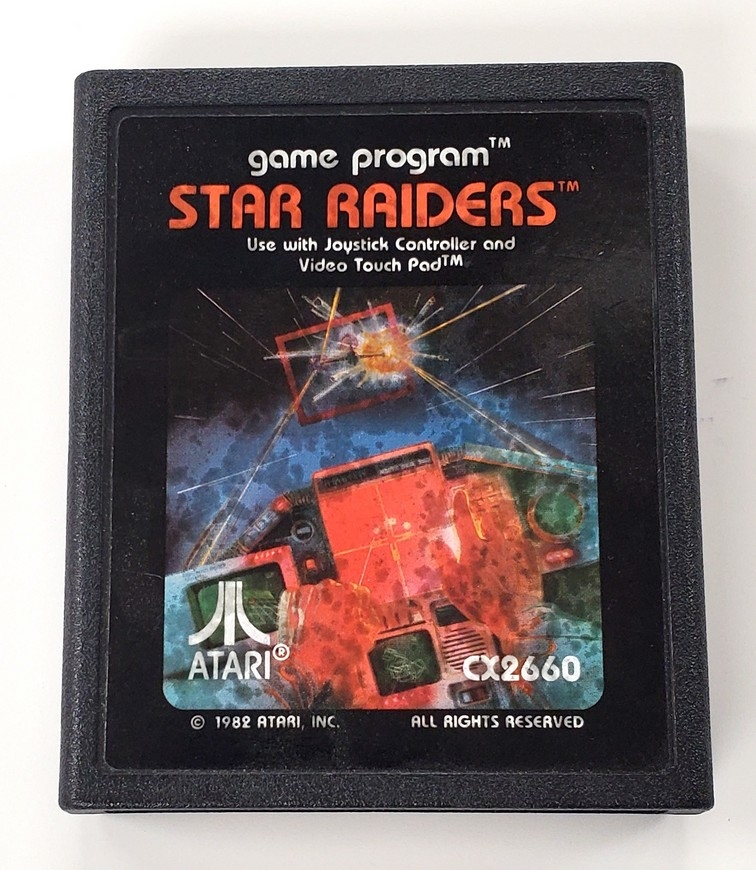 game program™
STAR RAIDERS™
Use with Joystick Controller and
Video Touch Pad™
ATARI®
CX2660
© 1982 ATARI, INC. ALL RIGHTS RESERVED